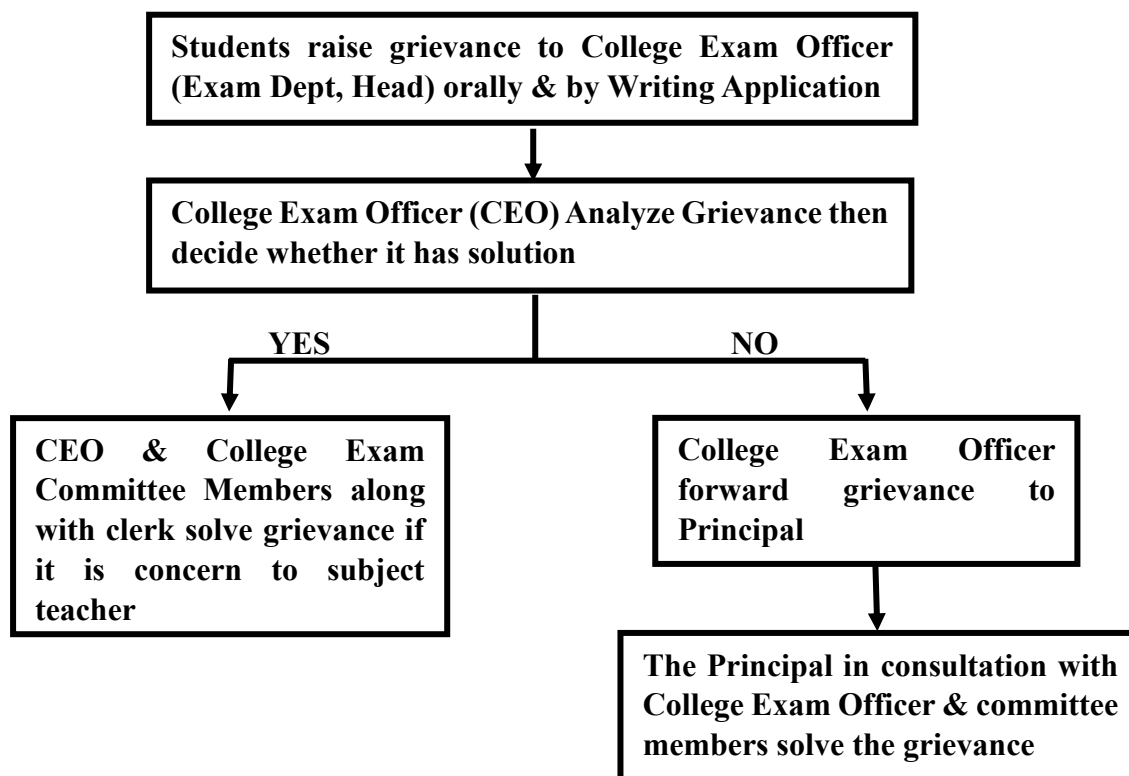 Students raise grievance to College Exam Officer
(Exam Dept, Head) orally & by Writing Application
College Exam Officer (CEO) Analyze Grievance then
decide whether it has solution
YES
NO
CEO & College Exam
Committee Members along
with clerk solve grievance if
it is concern to subject
teacher
College Exam Officer
forward grievance to
Principal
The Principal in consultation with
College Exam Officer & committee
members solve the grievance